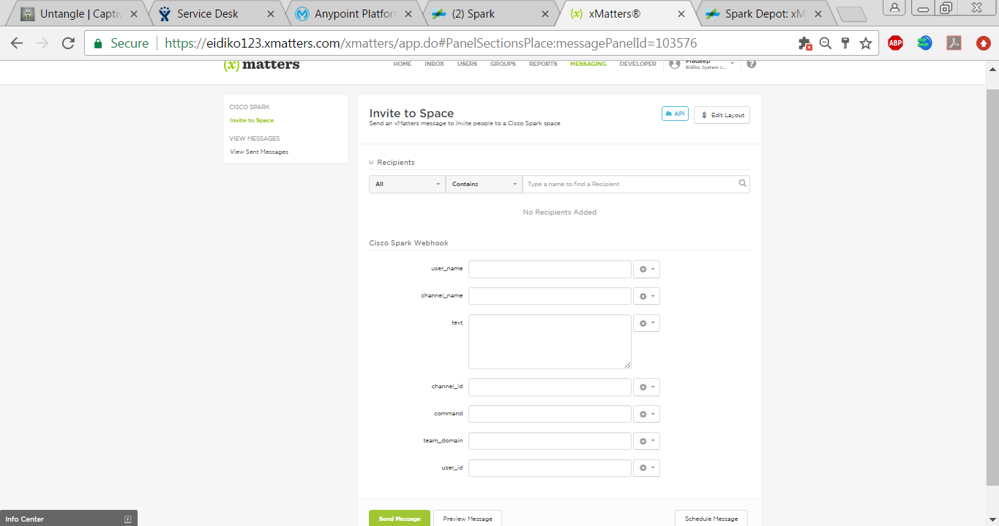 Untangle | Captiv
Service Desk
Anypoint Platfor
(2) Spark
xMatters®
Spark Depot: xM
Secure
https://eidiko123.xmatters.com/xmatters/app.do#PanelSectionsPlace:messagePanelId=103576
ABP
(x) matters
HOME
INBOX
USERS
GROUPS
REPORTS
MESSAGING
DEVELOPER
Pradeep
Eidiko System I...
?
CISCO SPARK
Invite to Space
VIEW MESSAGES
View Sent Messages
Invite to Space
Send an xMatters message to invite people to a Cisco Spark space
API
Edit Layout
Recipients
All
Contains
Type a name to find a Recipient
No Recipients Added
Cisco Spark Webhook
user_name
channel_name
text
channel_id
command
team_domain
user_id
Send Message
Preview Message
Schedule Message
Info Center